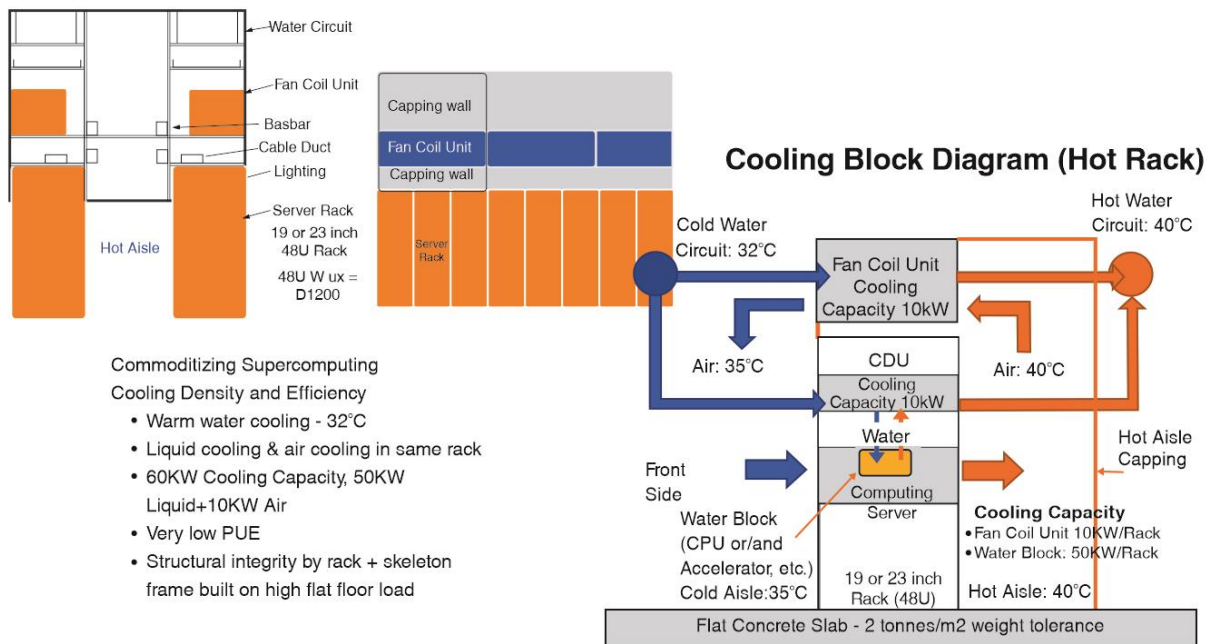 Water Circuit
Fan Coil Unit
Basbar
Cable Duct
Lighting
Server Rack
19 or 23 inch
48U Rack
48U W ux =
D1200
Hot Aisle
Capping wall
Fan Coil Unit
Capping wall
Server
Rack
Commoditizing Supercomputing
Cooling Density and Efficiency
• Warm water cooling - 32°C
• Liquid cooling & air cooling in same rack
• 60KW Cooling Capacity, 50KW
Liquid+10KW Air
• Very low PUE
• Structural integrity by rack + skeleton
frame built on high flat floor load
Cooling Block Diagram (Hot Rack)
Cold Water
Circuit: 32°C
Hot Water
Circuit: 40°C
Fan Coil Unit
Cooling
Capacity 10kW
Air: 35°C
Air: 40°C
CDU
Cooling
Capacity 10kW
Water
Front
Side
Computing
Server
Hot Aisle
Capping
Water Block
(CPU or/and
Accelerator, etc.)
Cold Aisle:35°C
Cooling Capacity
•Fan Coil Unit 10KW/Rack
•Water Block: 50KW/Rack
19 or 23 inch
Rack (48U)
Hot Aisle: 40°C
Flat Concrete Slab - 2 tonnes/m2 weight tolerance